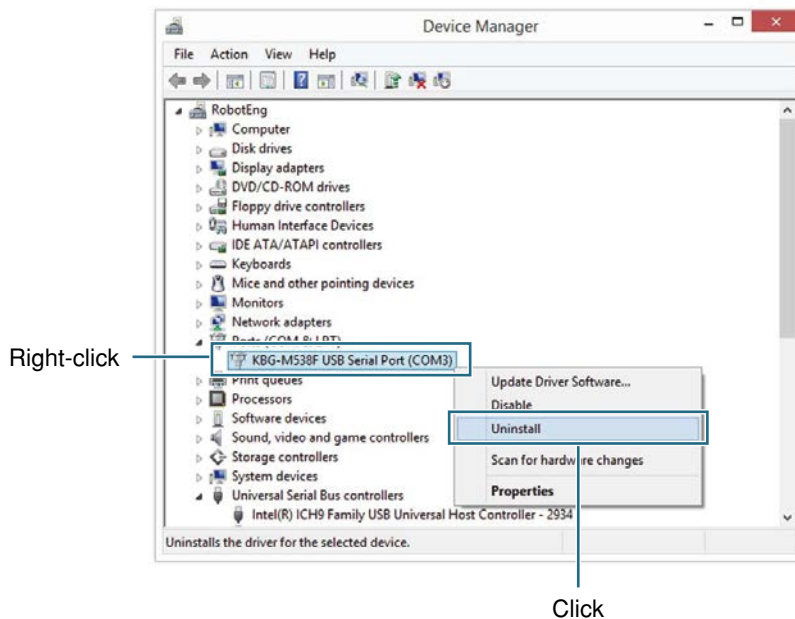 Device Manager
File Action View Help
RobotEng
Computer
Disk drives
Display adapters
DVD/CD-ROM drives
Floppy drive controllers
Human Interface Devices
IDE ATA/ATAPI controllers
Keyboards
Mice and other pointing devices
Monitors
Network adapters
Ports (COM & LPT)
Right-click
KBG-M538F USB Serial Port (COM3)
Print queues
Processors
Software devices
Sound, video and game controllers
Storage controllers
System devices
Universal Serial Bus controllers
Intel(R) ICH9 Family USB Universal Host Controller - 2934
Update Driver Software...
Disable
Uninstall
Scan for hardware changes
Properties
Uninstalls the driver for the selected device.
Click